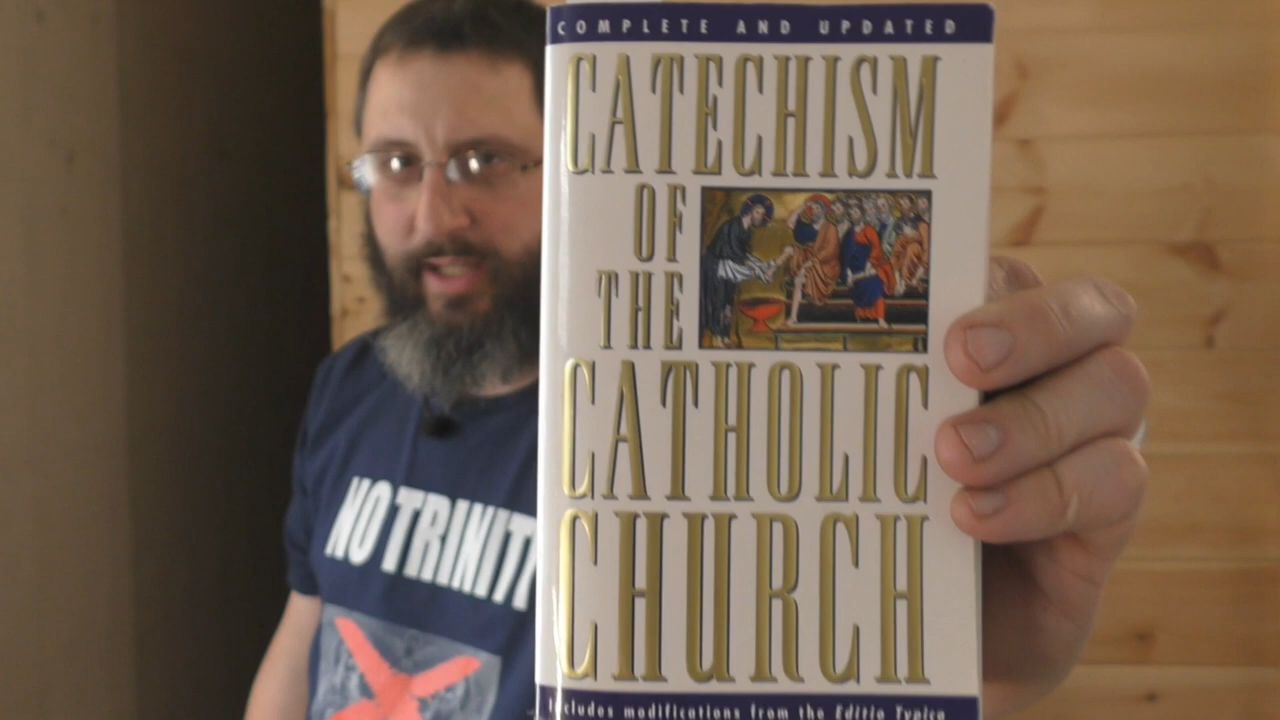 COMPLETE AND UPDATED
CATECHISM
OF
THE
CATHOLIC
CHURCH
Includes modifications from the Editio Typica
NO TRINIT